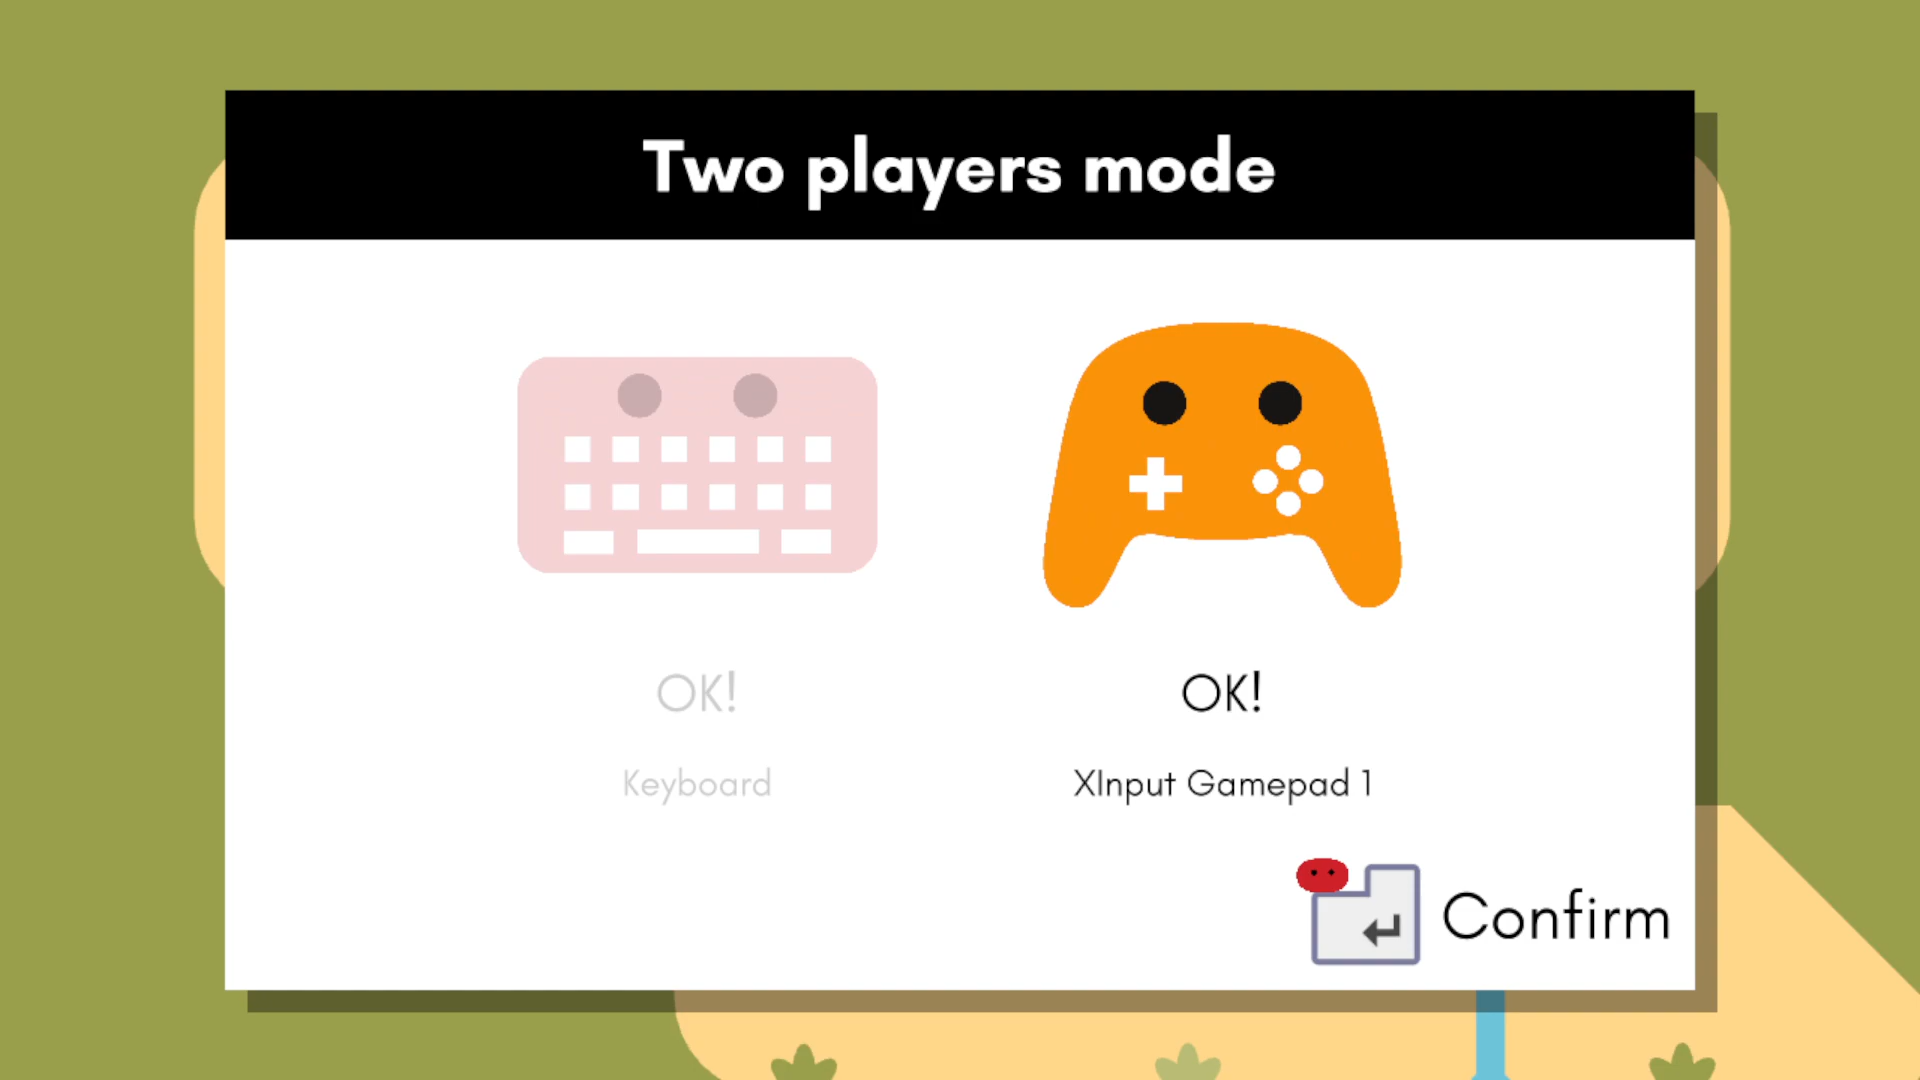 Two players mode
OK!
OK!
Keyboard
XInput Gamepad 1
Confirm